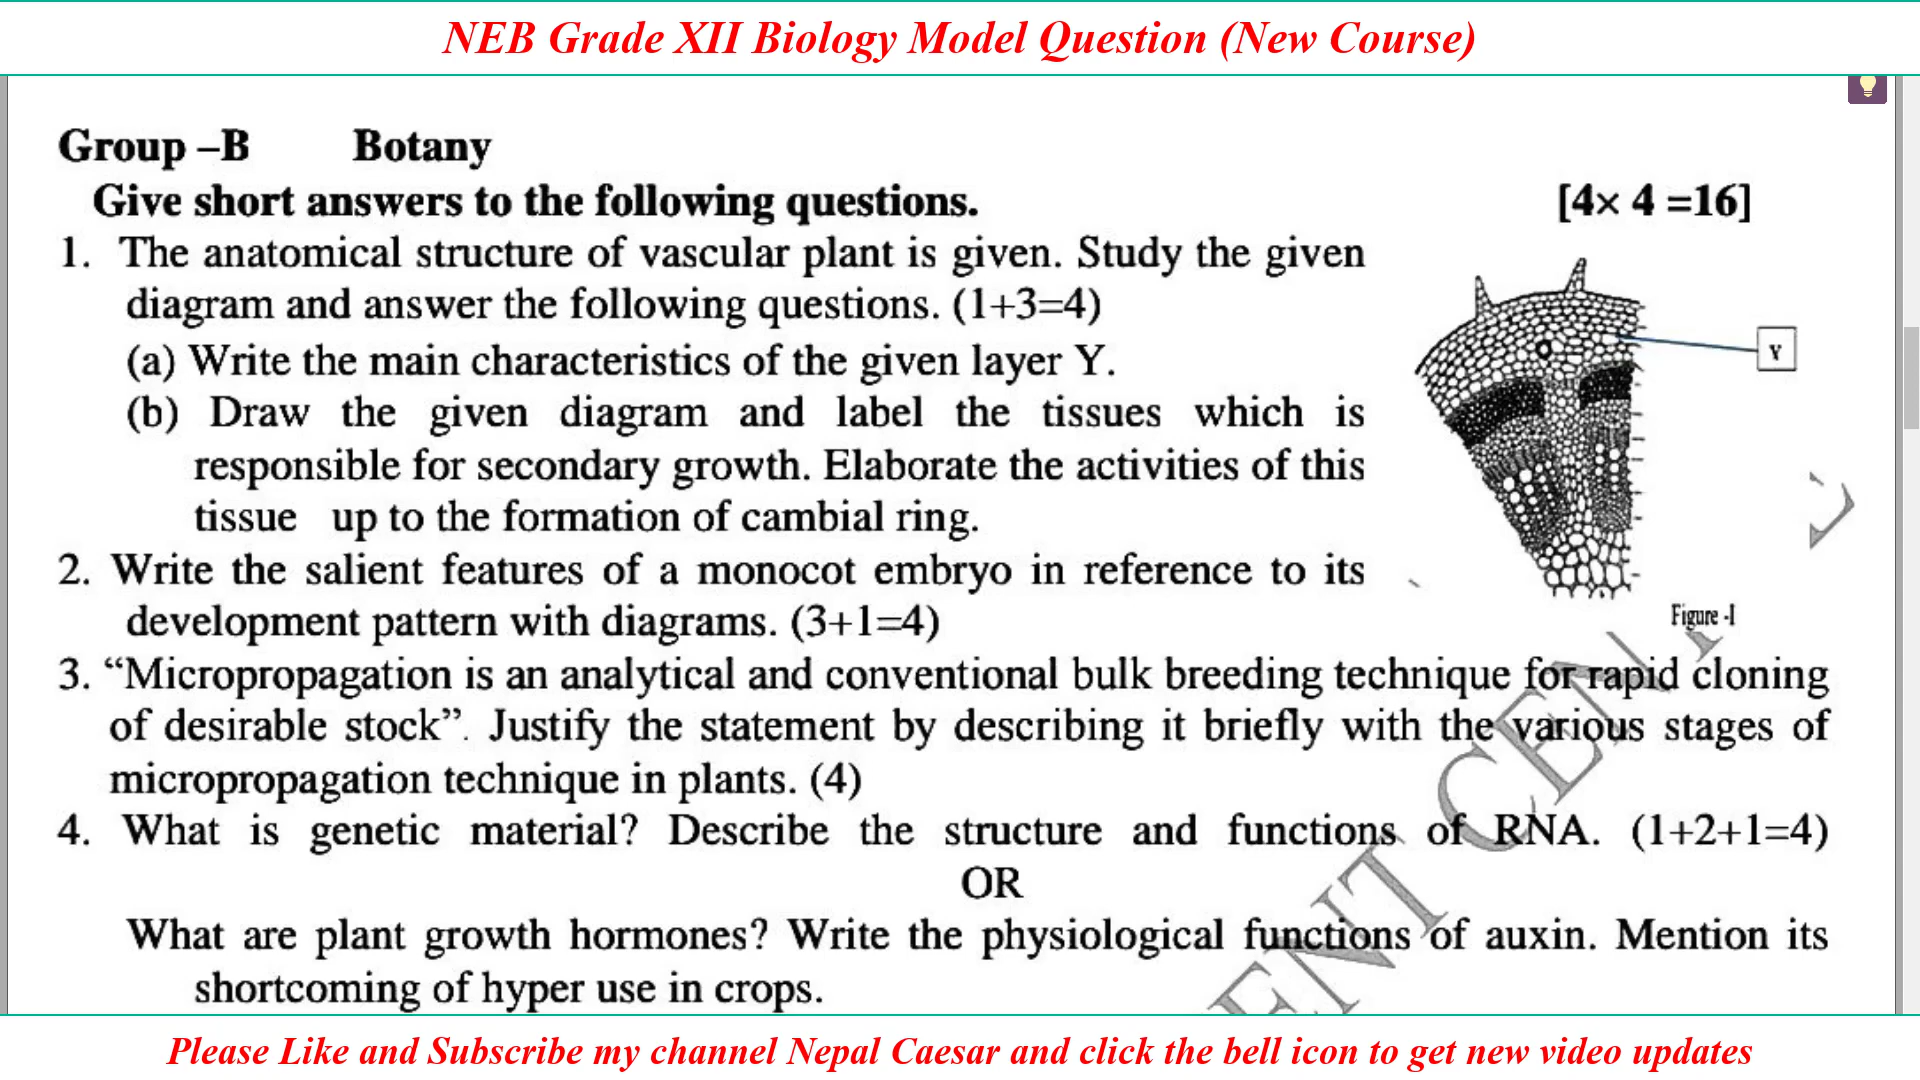 NEB Grade XII Biology Model Question (New Course)
Group –B Botany
Give short answers to the following questions. [4× 4 =16]
1. The anatomical structure of vascular plant is given. Study the given
diagram and answer the following questions. (1+3=4)
(a) Write the main characteristics of the given layer Y.
(b) Draw the given diagram and label the tissues which is
responsible for secondary growth. Elaborate the activities of this
tissue up to the formation of cambial ring.
Y
Figure -I
2. Write the salient features of a monocot embryo in reference to its
development pattern with diagrams. (3+1=4)
3. “Micropropagation is an analytical and conventional bulk breeding technique for rapid cloning
of desirable stock”. Justify the statement by describing it briefly with the various stages of
micropropagation technique in plants. (4)
4. What is genetic material? Describe the structure and functions of RNA. (1+2+1=4)
OR
What are plant growth hormones? Write the physiological functions of auxin. Mention its
shortcoming of hyper use in crops.
ENT CENT
Please Like and Subscribe my channel Nepal Caesar and click the bell icon to get new video updates